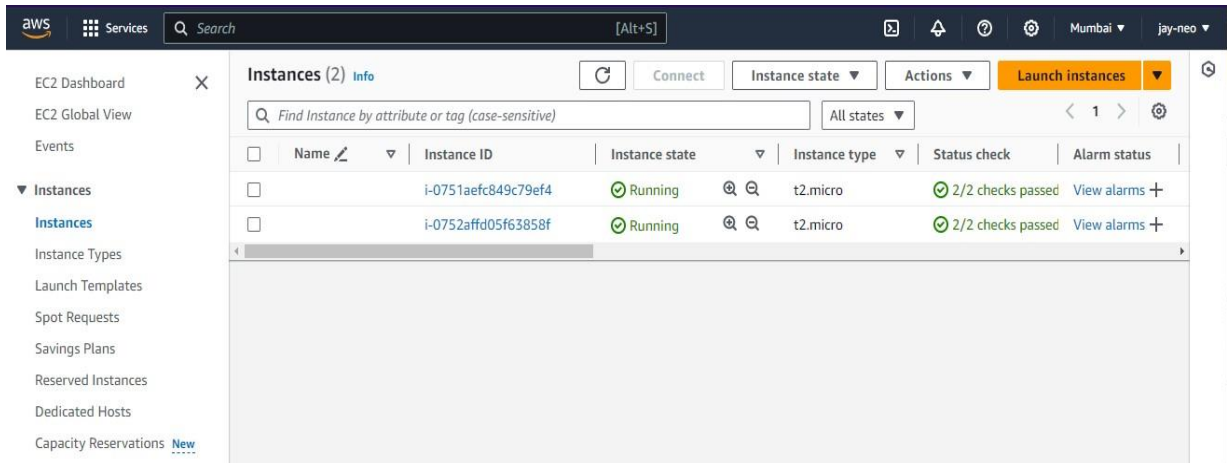 aws Services Search [Alt+S] Mumbai jay-neo
EC2 Dashboard
EC2 Global View
Events
Instances
Instances
Instance Types
Launch Templates
Spot Requests
Savings Plans
Reserved Instances
Dedicated Hosts
Capacity Reservations New
Instances (2) Info Connect Instance state Actions Launch instances
Find Instance by attribute or tag (case-sensitive) All states 1
Name Instance ID Instance state Instance type Status check Alarm status
i-0751aefc849c79ef4 Running t2.micro 2/2 checks passed View alarms +
i-0752affd05f63858f Running t2.micro 2/2 checks passed View alarms +